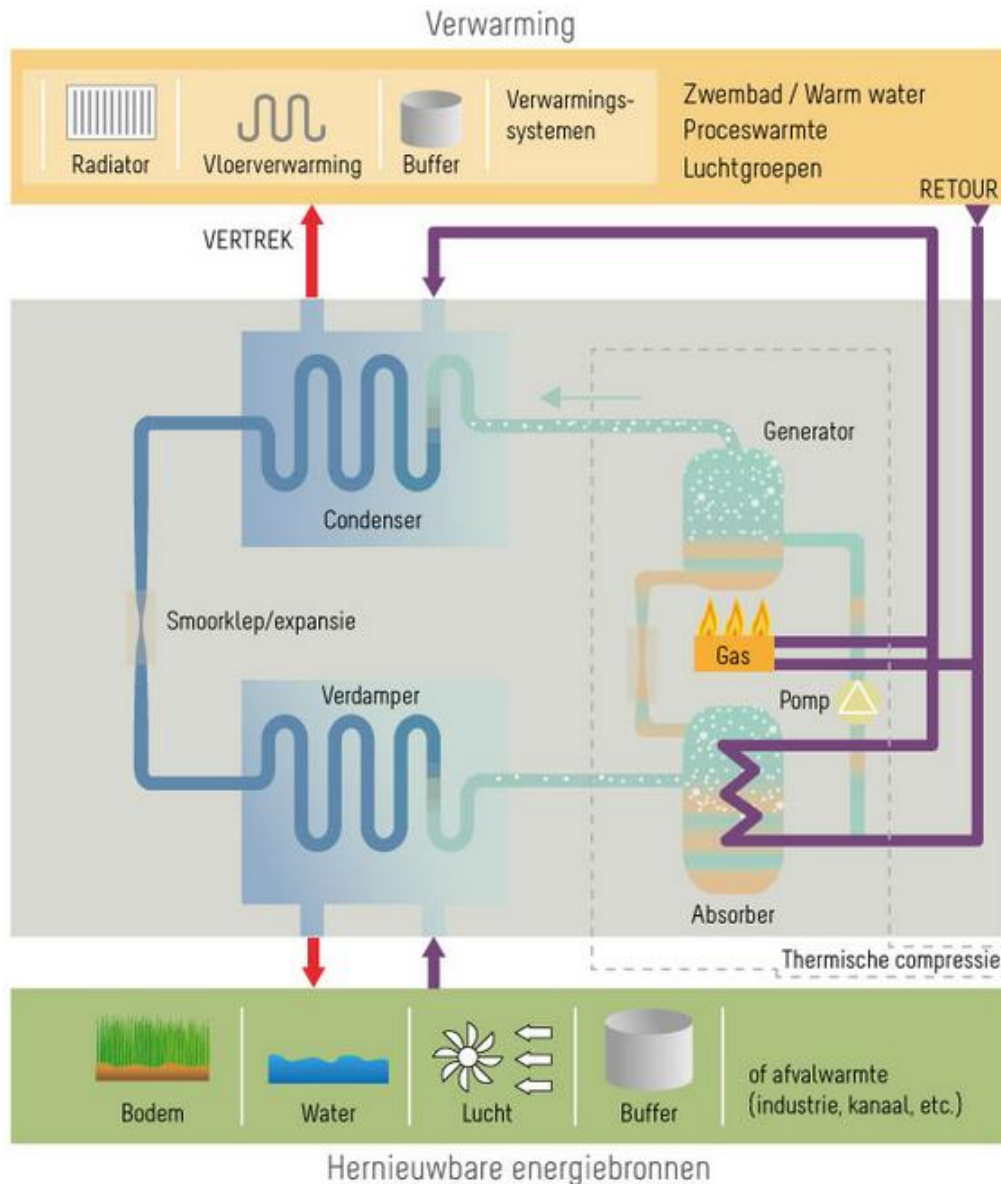 Verwarming
Radiator
Vloerverwarming
Buffer
Verwarmings-
systemen
Zwembad / Warm water
Proceswarmte
Luchtgroepen
RETOUR
VERTREK
Generator
Condenser
Smoorklep/expansie
Gas
Verdamper
Pomp
Absorber
Thermische compressie
Bodem
Water
Lucht
Buffer
of afvalwarmte
(industrie, kanaal, etc.)
Hernieuwbare energiebronnen